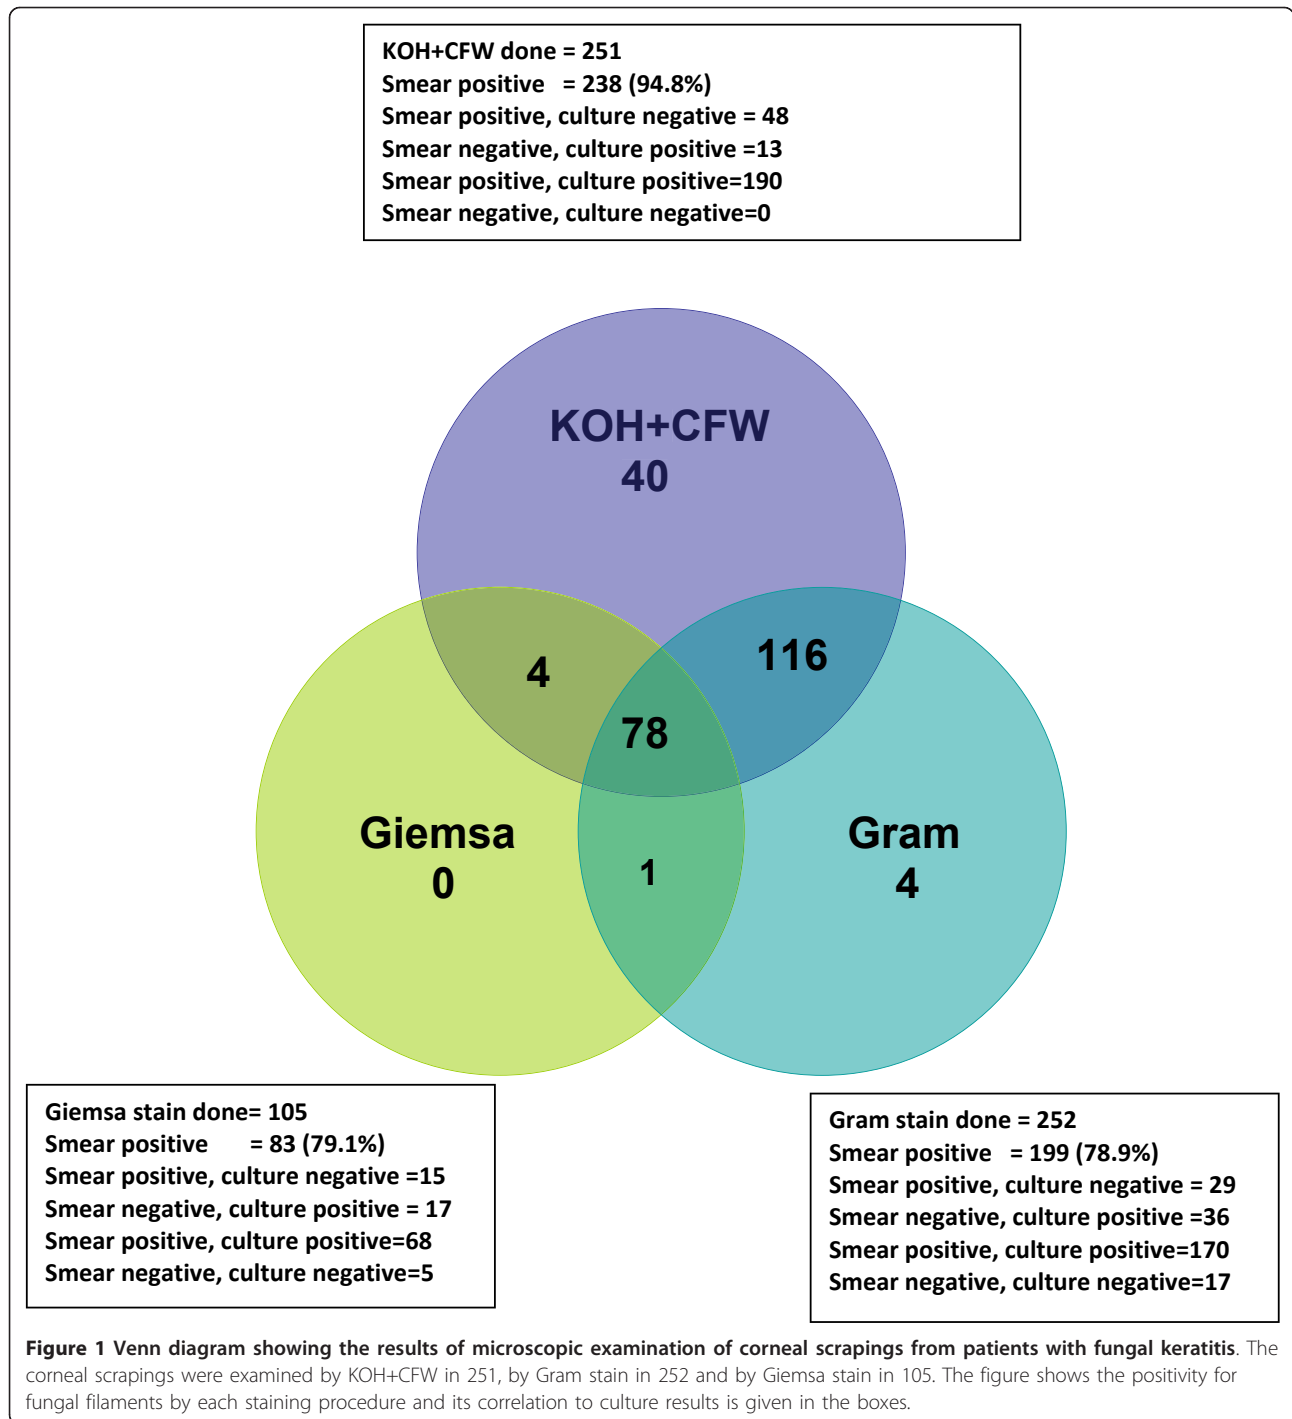 KOH+CFW done = 251
Smear positive = 238 (94.8%)
Smear positive, culture negative = 48
Smear negative, culture positive =13
Smear positive, culture positive=190
Smear negative, culture negative=0
KOH+CFW
40
4
116
78
Giemsa
0
1
Gram
4
Giemsa stain done= 105
Smear positive = 83 (79.1%)
Smear positive, culture negative =15
Smear negative, culture positive = 17
Smear positive, culture positive=68
Smear negative, culture negative=5
Gram stain done = 252
Smear positive = 199 (78.9%)
Smear positive, culture negative = 29
Smear negative, culture positive =36
Smear positive, culture positive=170
Smear negative, culture negative=17
Figure 1 Venn diagram showing the results of microscopic examination of corneal scrapings from patients with fungal keratitis. The
corneal scrapings were examined by KOH+CFW in 251, by Gram stain in 252 and by Giemsa stain in 105. The figure shows the positivity for
fungal filaments by each staining procedure and its correlation to culture results is given in the boxes.